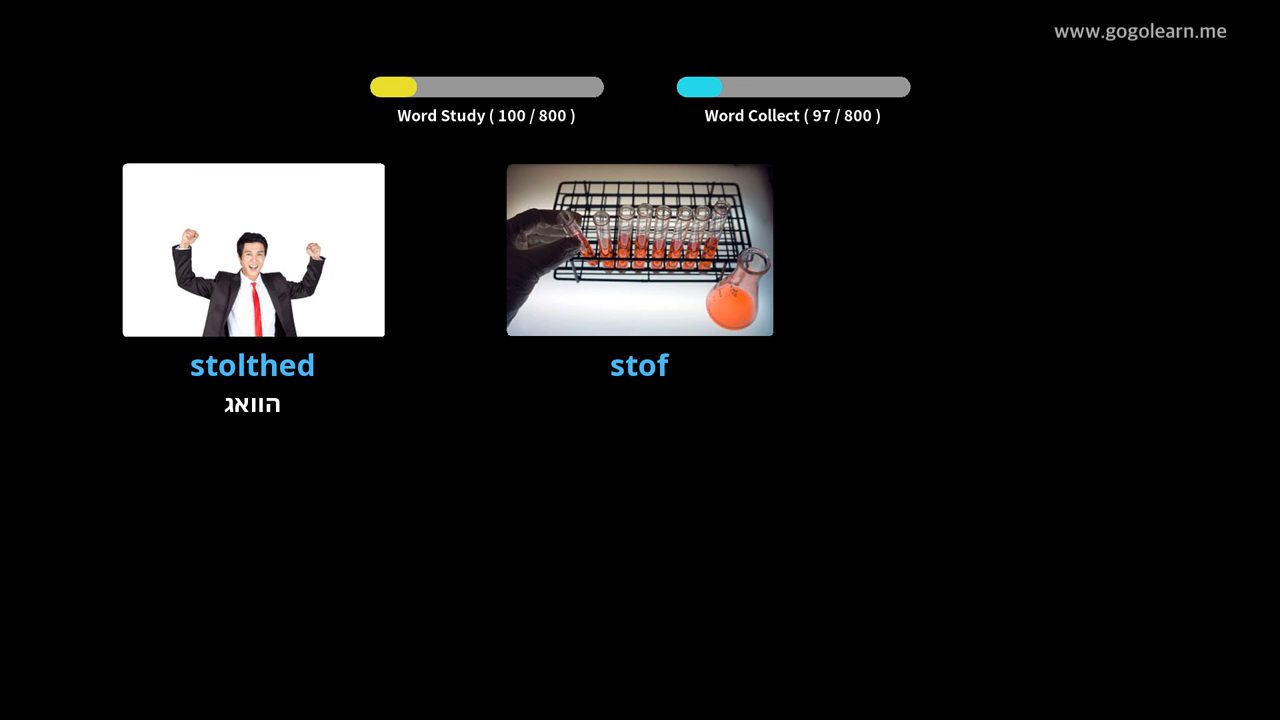 www.gogolearn.me
Word Study ( 100 / 800 )
Word Collect ( 97 / 800 )
stolthed
הוואג
stof